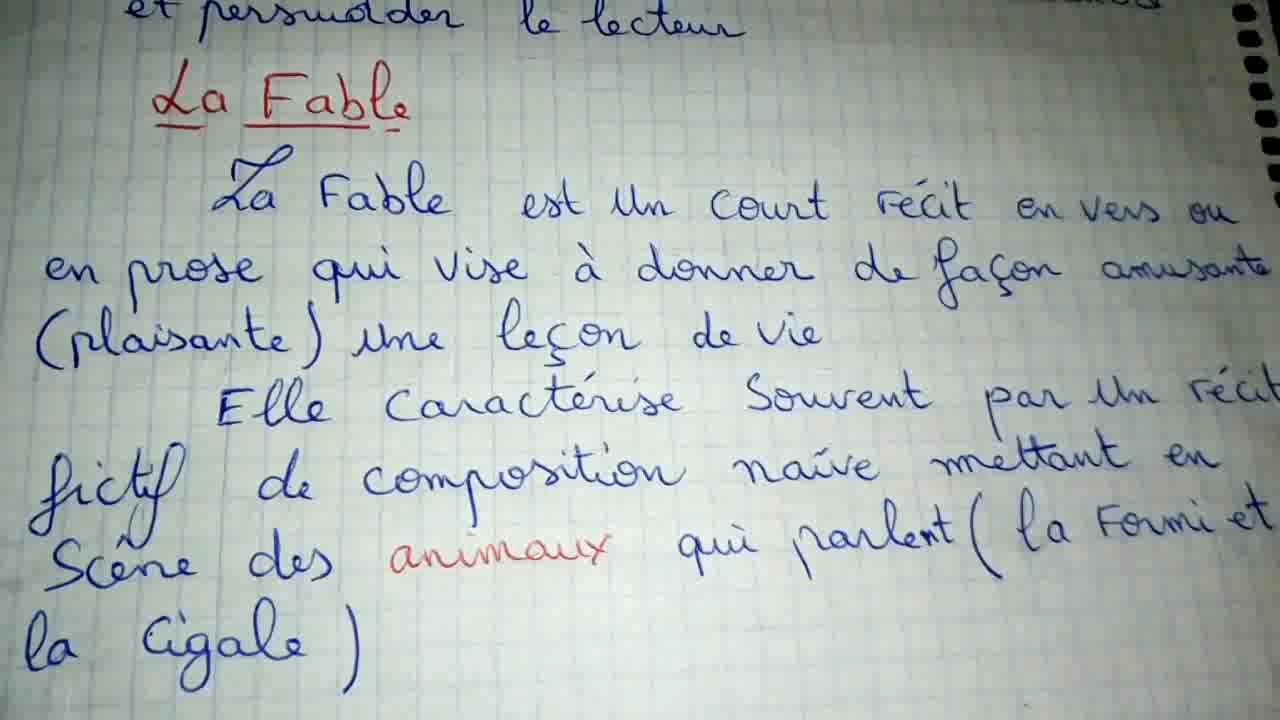 et persuader le lecteur
La Fable
La Fable est un court récit en vers ou
en prose qui vise à donner de façon amusante
(plaisante) une leçon de vie
Elle caractérise souvent par un récit
fictif de composition naïve mettant en
Scène des animaux qui parlent (la Formi et
la Cigale)